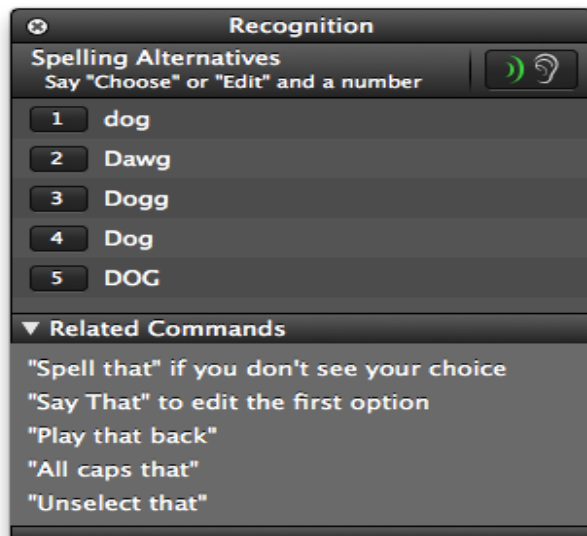 Recognition
Spelling Alternatives
Say "Choose" or "Edit" and a number
1 dog
2 Dawg
3 Dogg
4 Dog
5 DOG
Related Commands
"Spell that" if you don't see your choice
"Say That" to edit the first option
"Play that back"
"All caps that"
"Unselect that"